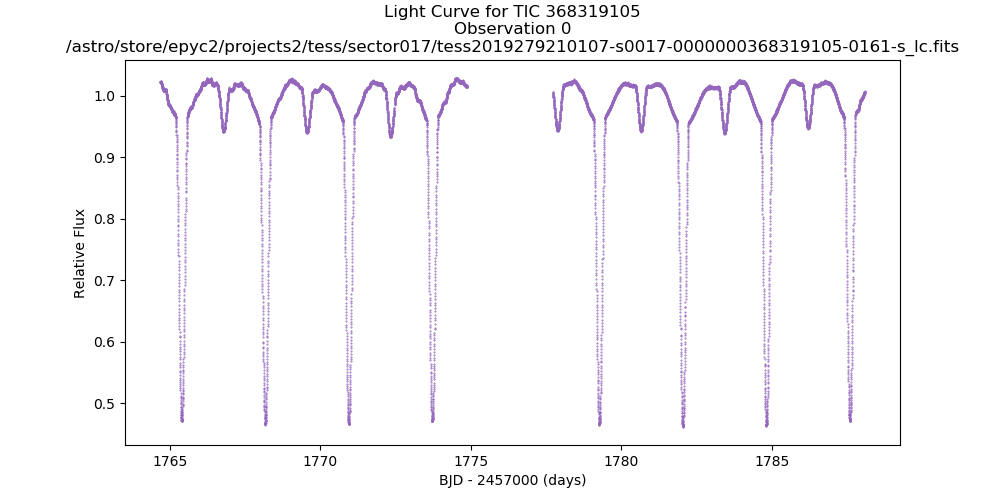 Light Curve for TIC 368319105
Observation 0
/astro/store/epyc2/projects2/tess/sector017/tess2019279210107-s0017-0000000368319105-0161-s_lc.fits
1.0
0.9
0.8
0.7
0.6
0.5
Relative Flux
1765
1770
1775
1780
1785
BJD - 2457000 (days)